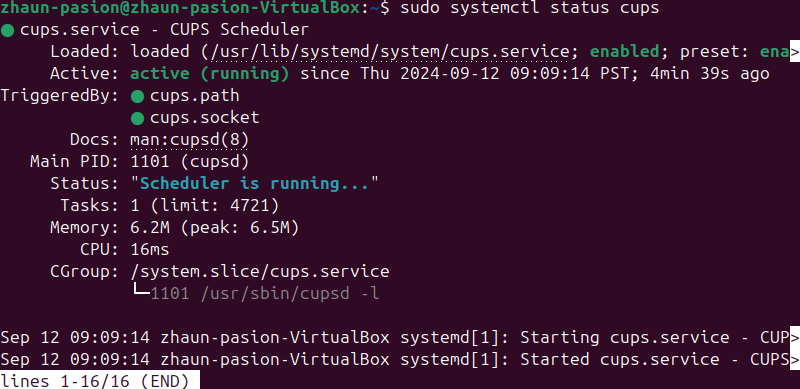 zhaun-pasion@zhaun-pasion-VirtualBox:~$ sudo systemctl status cups
● cups.service - CUPS Scheduler
     Loaded: loaded (/usr/lib/systemd/system/cups.service; enabled; preset: ena>
     Active: active (running) since Thu 2024-09-12 09:09:14 PST; 4min 39s ago
TriggeredBy: ● cups.path
             ● cups.socket
       Docs: man:cupsd(8)
   Main PID: 1101 (cupsd)
     Status: "Scheduler is running..."
      Tasks: 1 (limit: 4721)
     Memory: 6.2M (peak: 6.5M)
        CPU: 16ms
     CGroup: /system.slice/cups.service
             └─1101 /usr/sbin/cupsd -l

Sep 12 09:09:14 zhaun-pasion-VirtualBox systemd[1]: Starting cups.service - CUP>
Sep 12 09:09:14 zhaun-pasion-VirtualBox systemd[1]: Started cups.service - CUPS>
lines 1-16/16 (END)